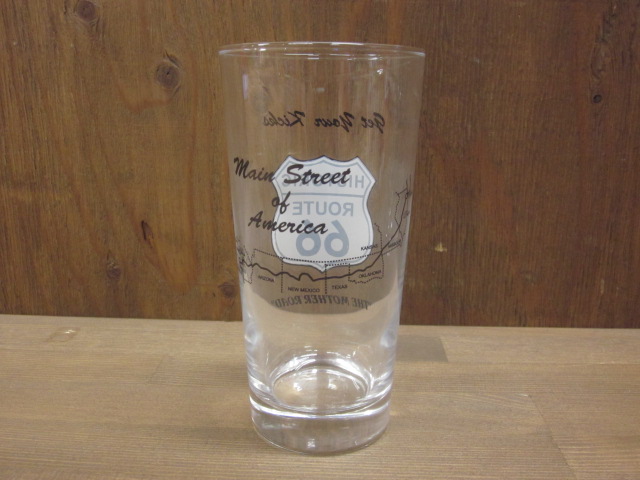 Get Your Kicks
Main Street
of
America
HISTORIC
ROUTE
66
KANSAS
ARIZONA
NEW MEXICO
TEXAS
OKLAHOMA
THE MOTHER ROAD